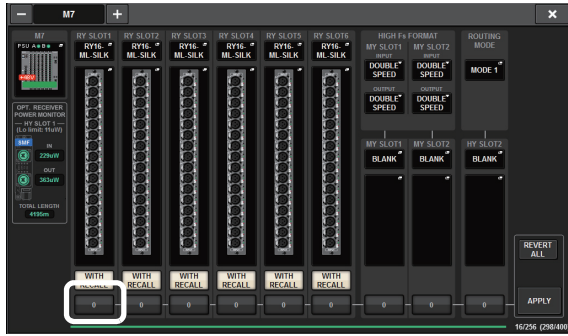 M7
M7
PSU A B
+48V
OPT. RECEIVER
POWER MONITOR
HY SLOT 1
(Lo limit: 11uW)
SMF
IN
229uW
OUT
363uW
TOTAL LENGTH
4195m
RY SLOT1
RY16-
ML-SILK
WITH
RECALL
0
RY SLOT2
RY16-
ML-SILK
WITH
RECALL
0
RY SLOT3
RY16-
ML-SILK
WITH
RECALL
0
RY SLOT4
RY16-
ML-SILK
WITH
RECALL
0
RY SLOT5
RY16-
ML-SILK
WITH
RECALL
0
RY SLOT6
RY16-
ML-SILK
WITH
RECALL
0
HIGH Fs FORMAT
MY SLOT1 MY SLOT2
INPUT INPUT
DOUBLE DOUBLE
SPEED SPEED
OUTPUT OUTPUT
DOUBLE DOUBLE
SPEED SPEED
ROUTING
MODE
MODE 1
MY SLOT1
BLANK
0
MY SLOT2
BLANK
0
HY SLOT2
BLANK
0
REVERT
ALL
APPLY
16/256 (298/400